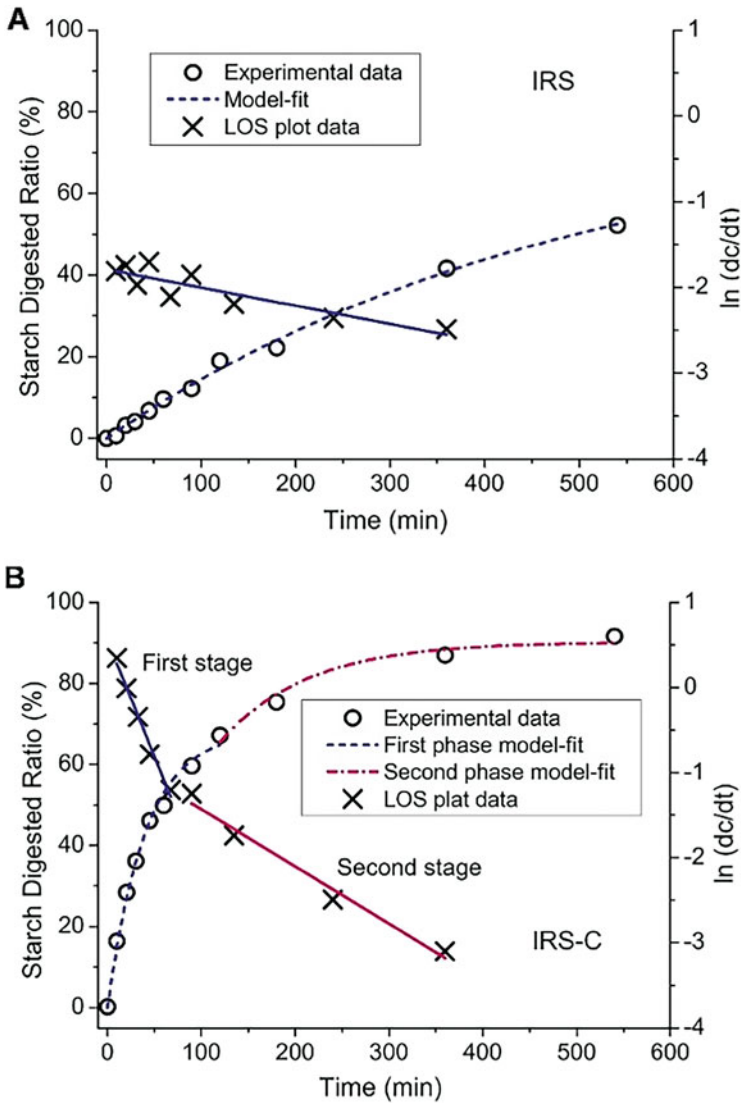 A
100
80
60
40
20
0
Starch Digested Ratio (%)
Experimental data
Model-fit
LOS plot data
IRS
1
0
-1
-2
-3
-4
ln (dc/dt)
0 100 200 300 400 500 600
Time (min)
B
100
80
60
40
20
0
Starch Digested Ratio (%)
First stage
Experimental data
First phase model-fit
Second phase model-fit
LOS plat data
Second stage
IRS-C
1
0
-1
-2
-3
-4
ln (dc/dt)
0 100 200 300 400 500 600
Time (min)